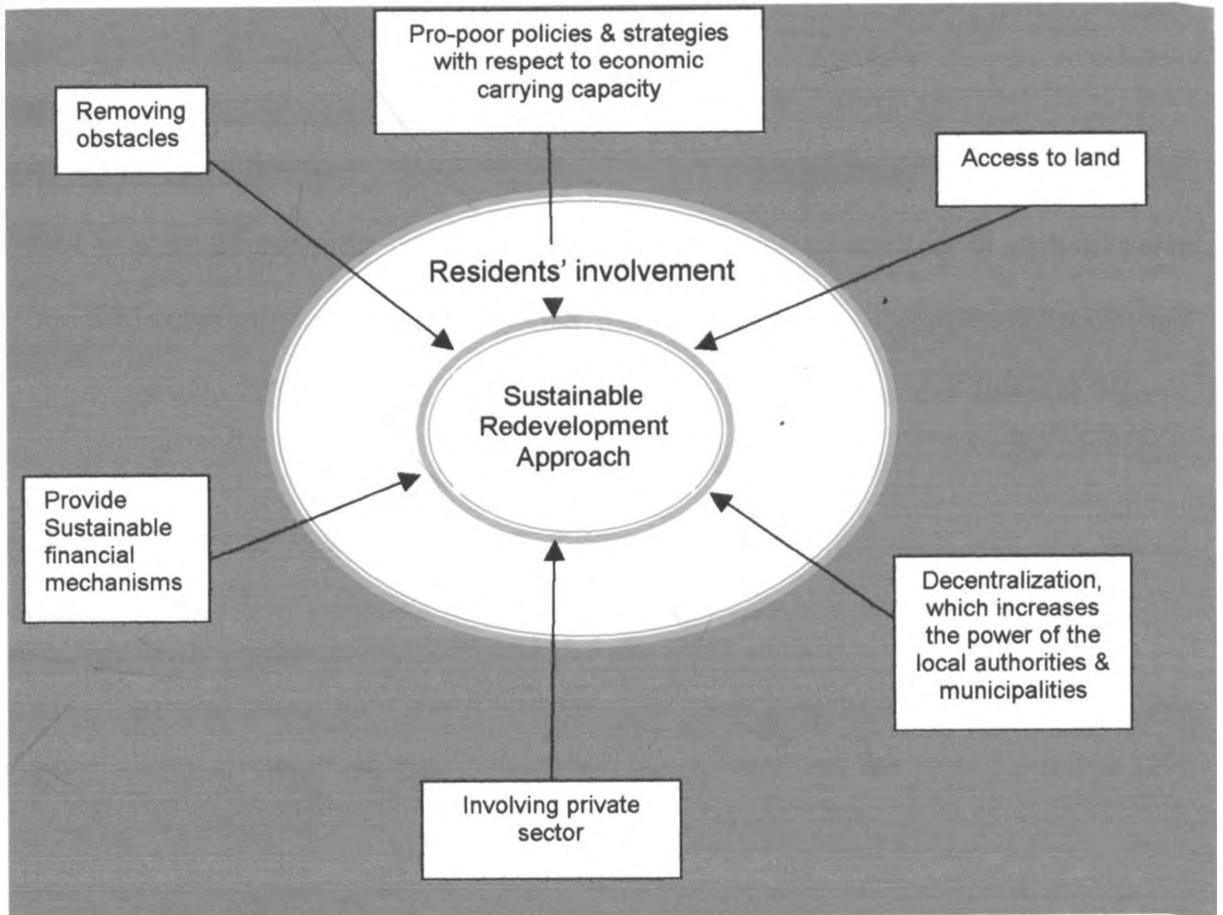 Pro-poor policies & strategies
with respect to economic
carrying capacity
Removing
obstacles
Access to land
Residents' involvement
Sustainable
Redevelopment
Approach
Provide
Sustainable
financial
mechanisms
Decentralization,
which increases
the power of the
local authorities &
municipalities
Involving private
sector